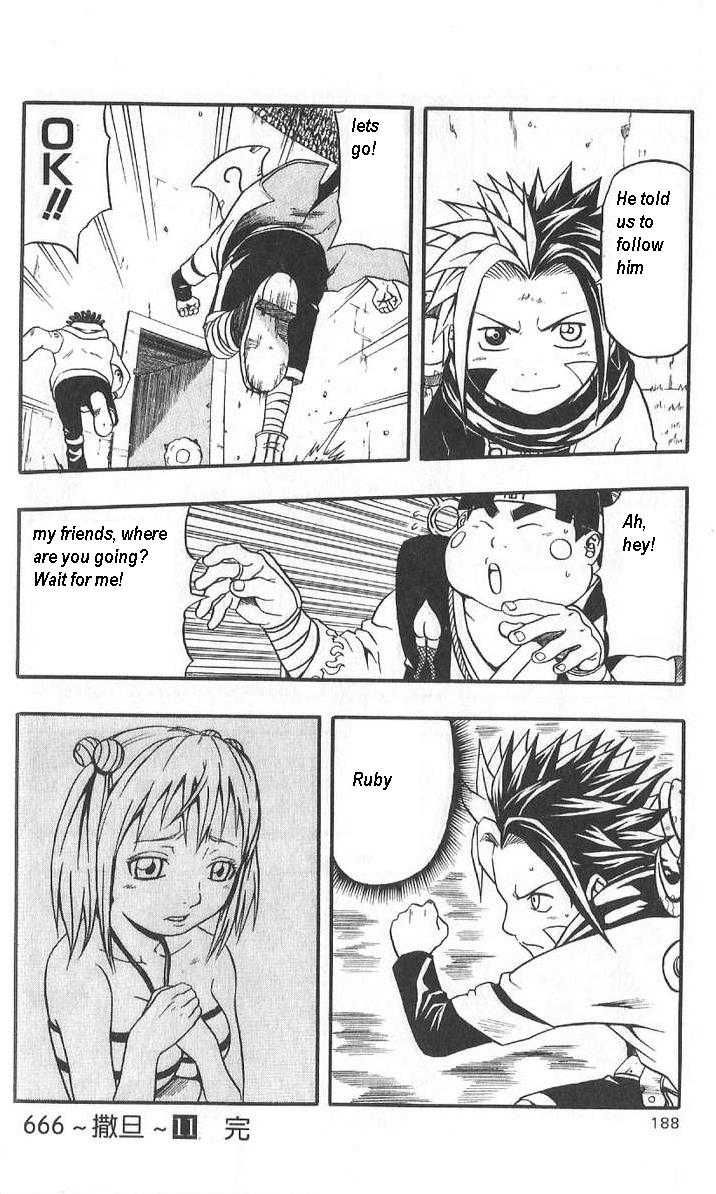 He told
us to
follow
him
lets
go!
OK!!
Ah,
hey!
my friends, where
are you going?
Wait for me!
Ruby
666～撒旦～11 完
188